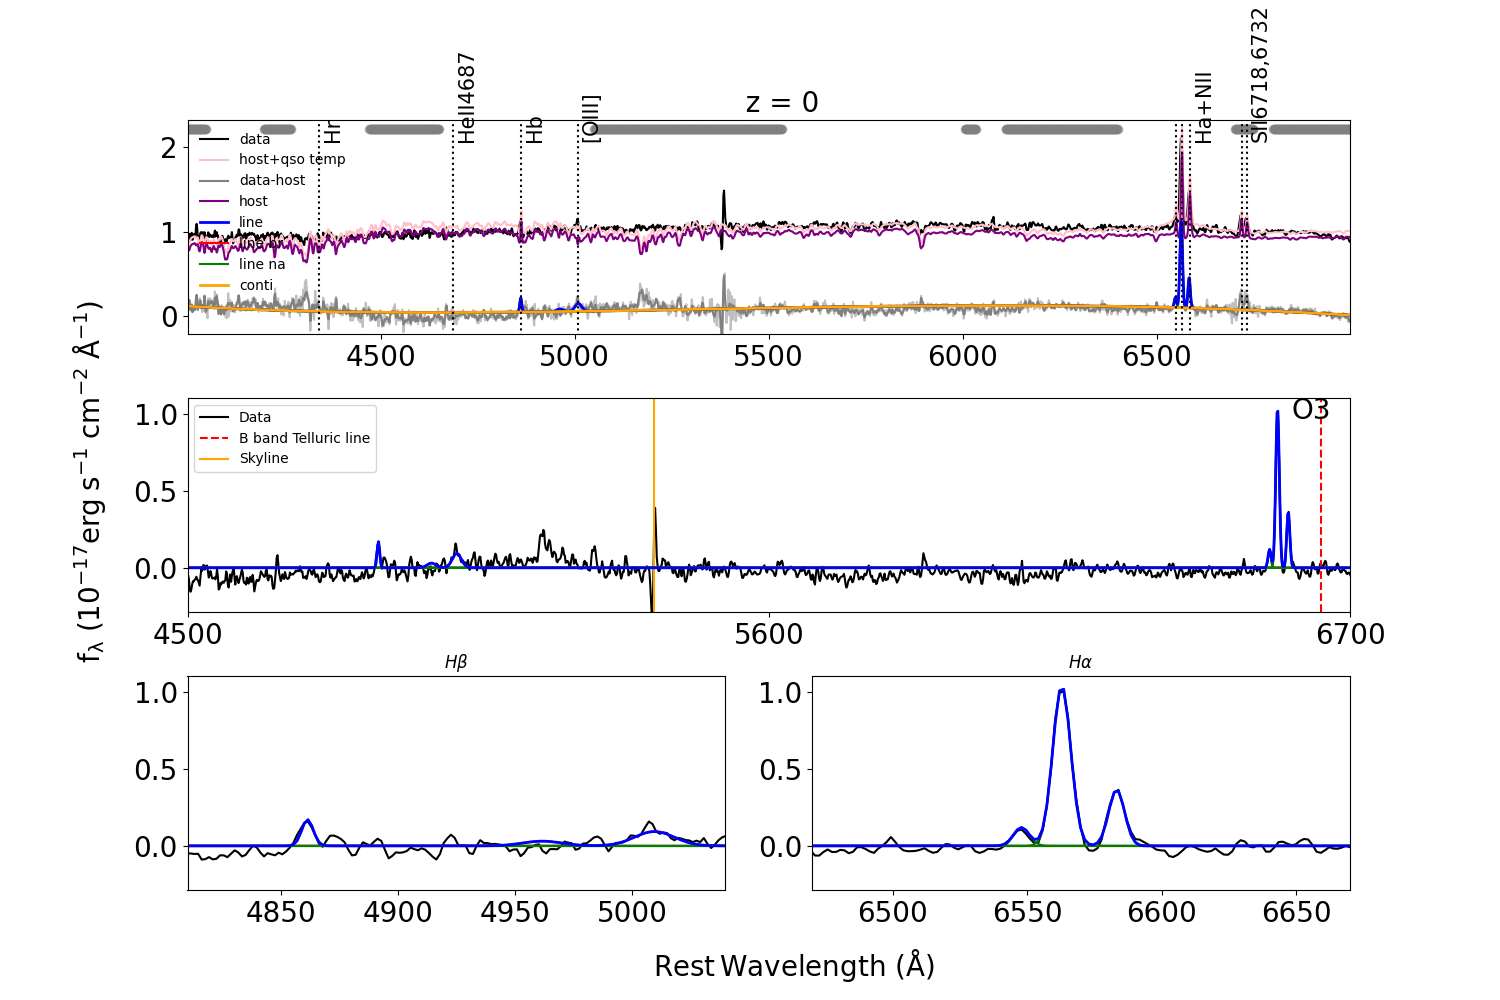 z = 0
Hr
HeII4687
Hb
[OIII]
Ha+NII
SII6718,6732
data
host+qso temp
data-host
host
line
line br
line na
conti
2
1
0
4500
5000
5500
6000
6500
f_λ (10^−17 erg s^−1 cm^−2 Å^−1)
Data
B band Telluric line
Skyline
O3
1.0
0.5
0.0
4500
5600
6700
Hβ
1.0
0.5
0.0
4850
4900
4950
5000
Hα
1.0
0.5
0.0
6500
6550
6600
6650
Rest Wavelength (Å)